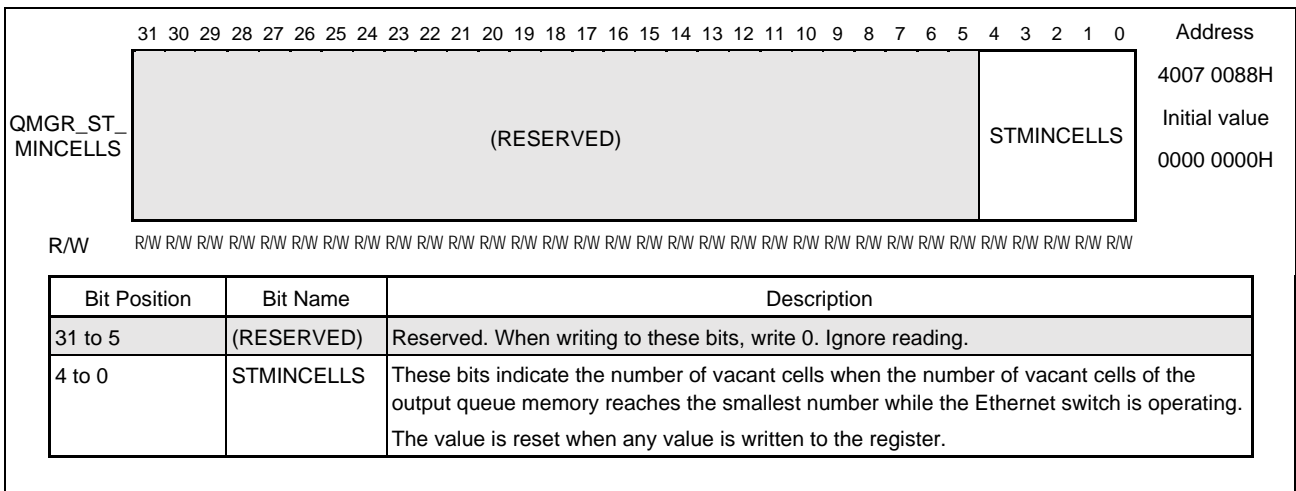 31 30 29 28 27 26 25 24 23 22 21 20 19 18 17 16 15 14 13 12 11 10 9 8 7 6 5 4 3 2 1 0 Address
4007 0088H
QMGR_ST_
MINCELLS
(RESERVED)
STMINCELLS
Initial value
0000 0000H
R/W R/W R/W R/W R/W R/W R/W R/W R/W R/W R/W R/W R/W R/W R/W R/W R/W R/W R/W R/W R/W R/W R/W R/W R/W R/W R/W R/W R/W R/W R/W R/W R/W
Bit Position Bit Name Description
31 to 5 (RESERVED) Reserved. When writing to these bits, write 0. Ignore reading.
4 to 0 STMINCELLS These bits indicate the number of vacant cells when the number of vacant cells of the
output queue memory reaches the smallest number while the Ethernet switch is operating.
The value is reset when any value is written to the register.